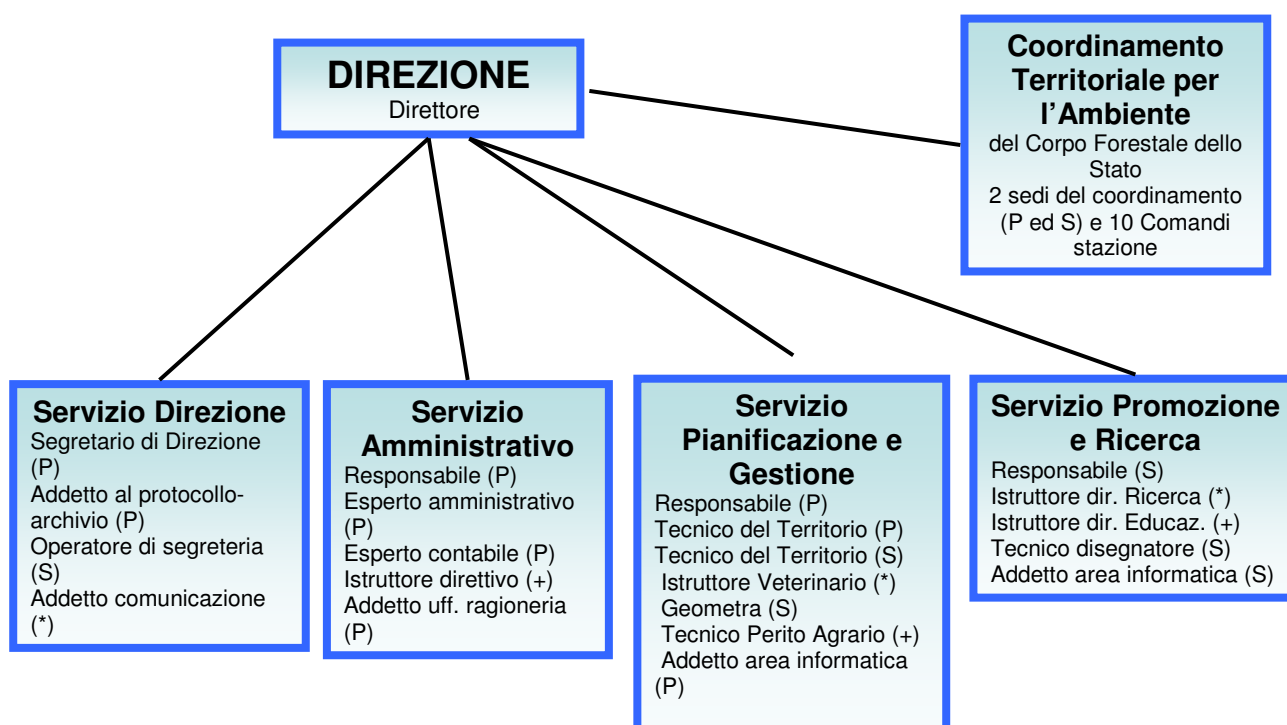 DIREZIONE
Direttore
Coordinamento
Territoriale per
l'Ambiente
del Corpo Forestale dello
Stato
2 sedi del coordinamento
(P ed S) e 10 Comandi
stazione
Servizio Direzione
Segretario di Direzione
(P)
Addetto al protocollo-
archivio (P)
Operatore di segreteria
(S)
Addetto comunicazione
(*)
Servizio
Amministrativo
Responsabile (P)
Esperto amministrativo
(P)
Esperto contabile (P)
Istruttore direttivo (+)
Addetto uff. ragioneria
(P)
Servizio
Pianificazione e
Gestione
Responsabile (P)
Tecnico del Territorio (P)
Tecnico del Territorio (S)
Istruttore Veterinario (*)
Geometra (S)
Tecnico Perito Agrario (+)
Addetto area informatica
(P)
Servizio Promozione
e Ricerca
Responsabile (S)
Istruttore dir. Ricerca (*)
Istruttore dir. Educaz. (+)
Tecnico disegnatore (S)
Addetto area informatica (S)